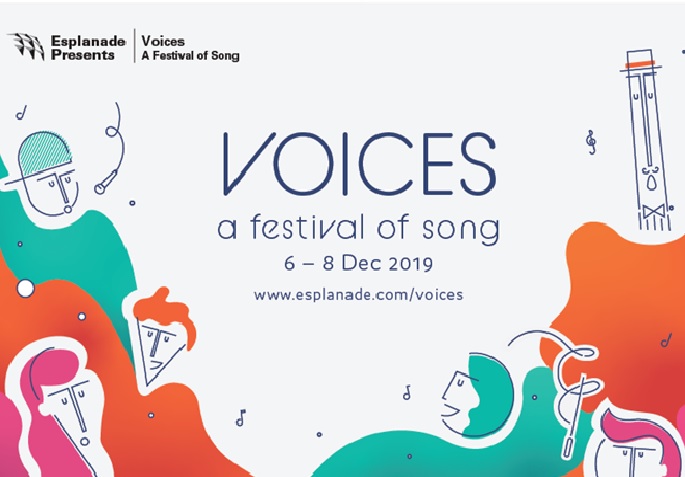 Esplanade
Presents
Voices
A Festival of Song
VOICES
a festival of song
6 – 8 Dec 2019
www.esplanade.com/voices